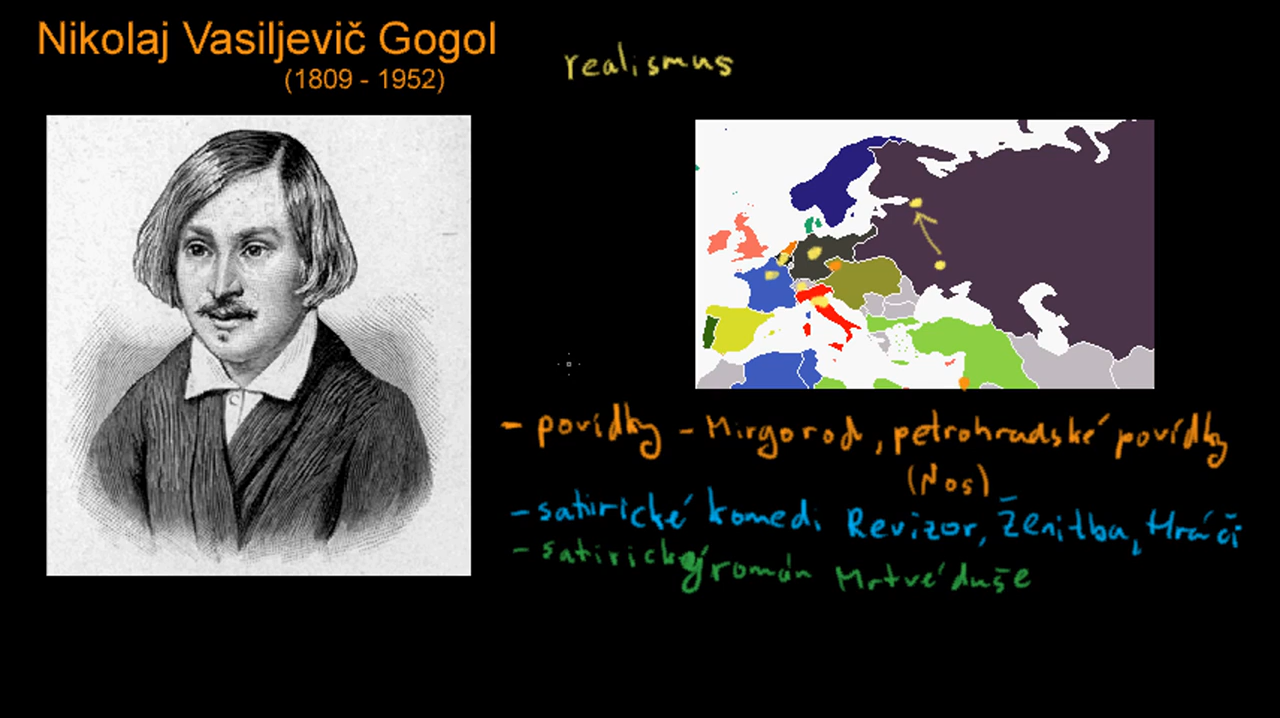 Nikolaj Vasiljevič Gogol
(1809 - 1952)
realismus
- povídky - Mirgorod, petrohradské povídky
(Nos)
- satirické komedi Revizor, Ženitba, Hráči
- satirický román Mrtvé duše